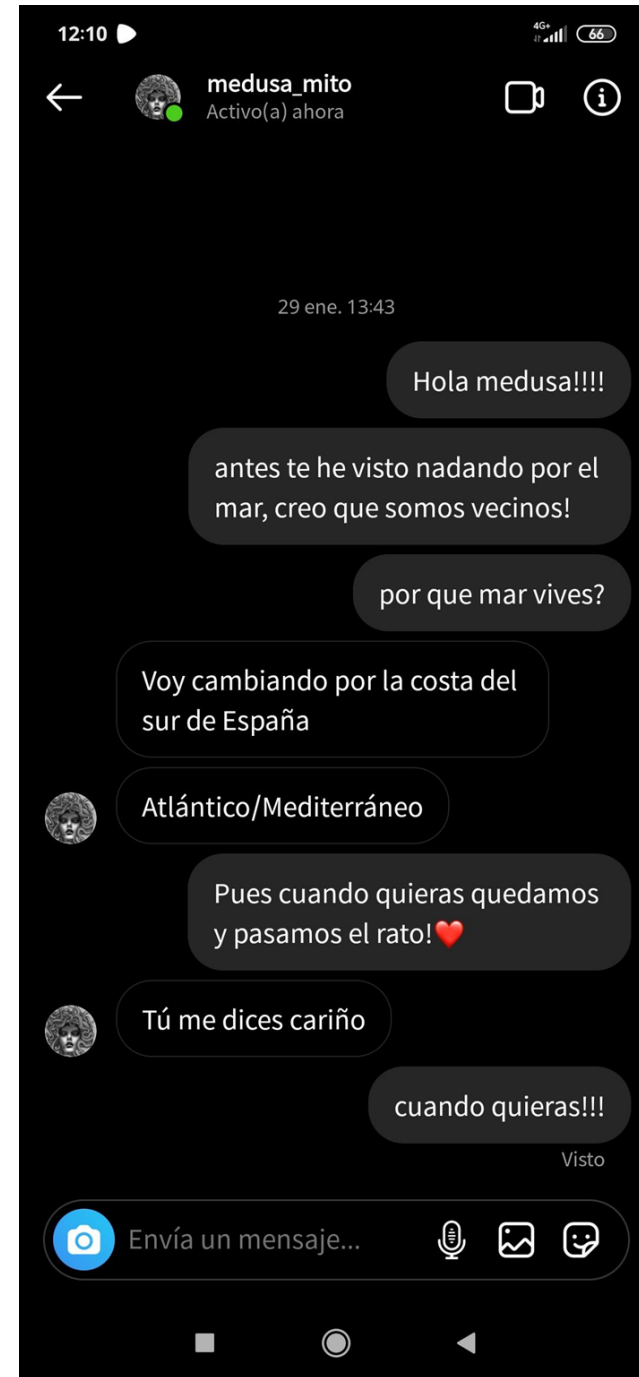 12:10
4G+
66
medusa_mito
Activo(a) ahora
29 ene. 13:43
Hola medusa!!!!
antes te he visto nadando por el
mar, creo que somos vecinos!
por que mar vives?
Voy cambiando por la costa del
sur de España
Atlántico/Mediterráneo
Pues cuando quieras quedamos
y pasamos el rato!❤️
Tú me dices cariño
cuando quieras!!!
Visto
Envía un mensaje...